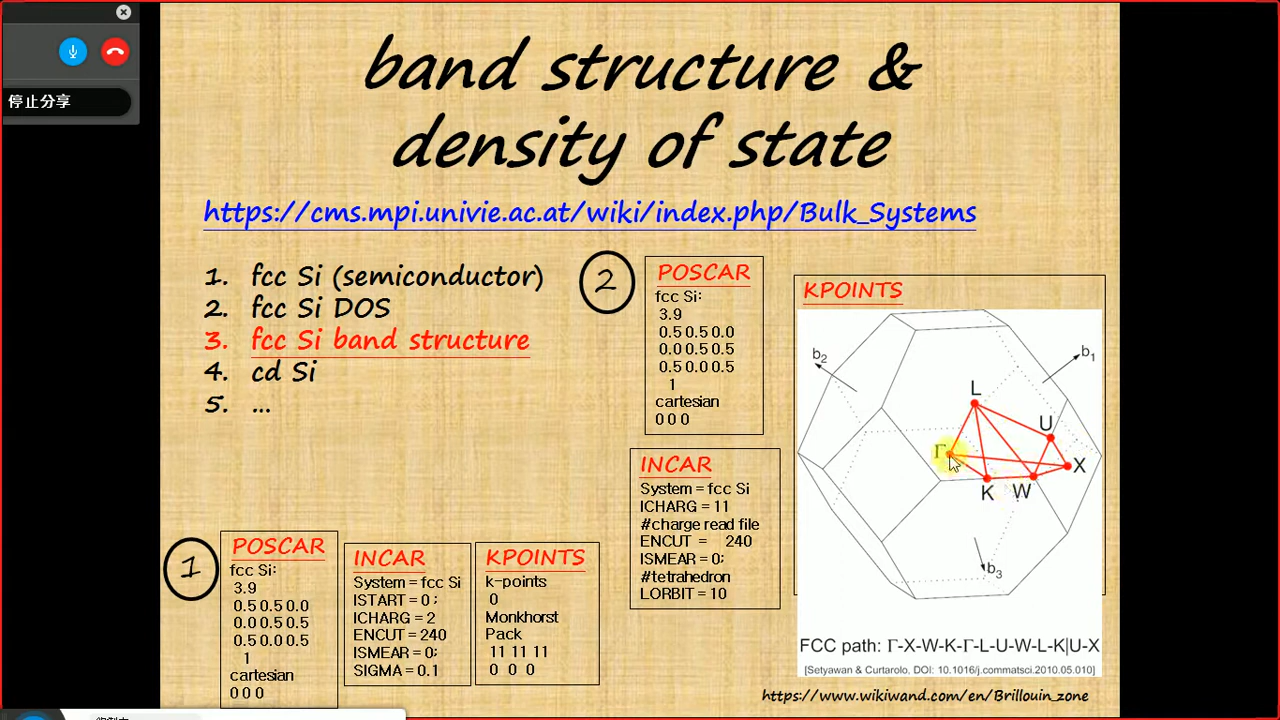 停止分享
band structure &
density of state
https://cms.mpi.univie.ac.at/wiki/index.php/Bulk_Systems
1. fcc Si (semiconductor)
2. fcc Si DOS
3. fcc Si band structure
4. cd Si
5. ...
2
POSCAR
fcc Si:
3.9
0.5 0.5 0.0
0.0 0.5 0.5
0.5 0.0 0.5
1
cartesian
0 0 0
INCAR
System = fcc Si
ICHARG = 11
#charge read file
ENCUT = 240
ISMEAR = 0;
#tetrahedron
LORBIT = 10
KPOINTS
b2
b1
L
U
Γ
X
K
W
b3
FCC path: Γ-X-W-K-Γ-L-U-W-L-K|U-X
[Setyawan & Curtarolo, DOI: 10.1016/j.commatsci.2010.05.010]
https://www.wikiwand.com/en/Brillouin_zone
1
POSCAR
fcc Si:
3.9
0.5 0.5 0.0
0.0 0.5 0.5
0.5 0.0 0.5
1
cartesian
0 0 0
INCAR
System = fcc Si
ISTART = 0 ;
ICHARG = 2
ENCUT = 240
ISMEAR = 0;
SIGMA = 0.1
KPOINTS
k-points
0
Monkhorst
Pack
11 11 11
0 0 0